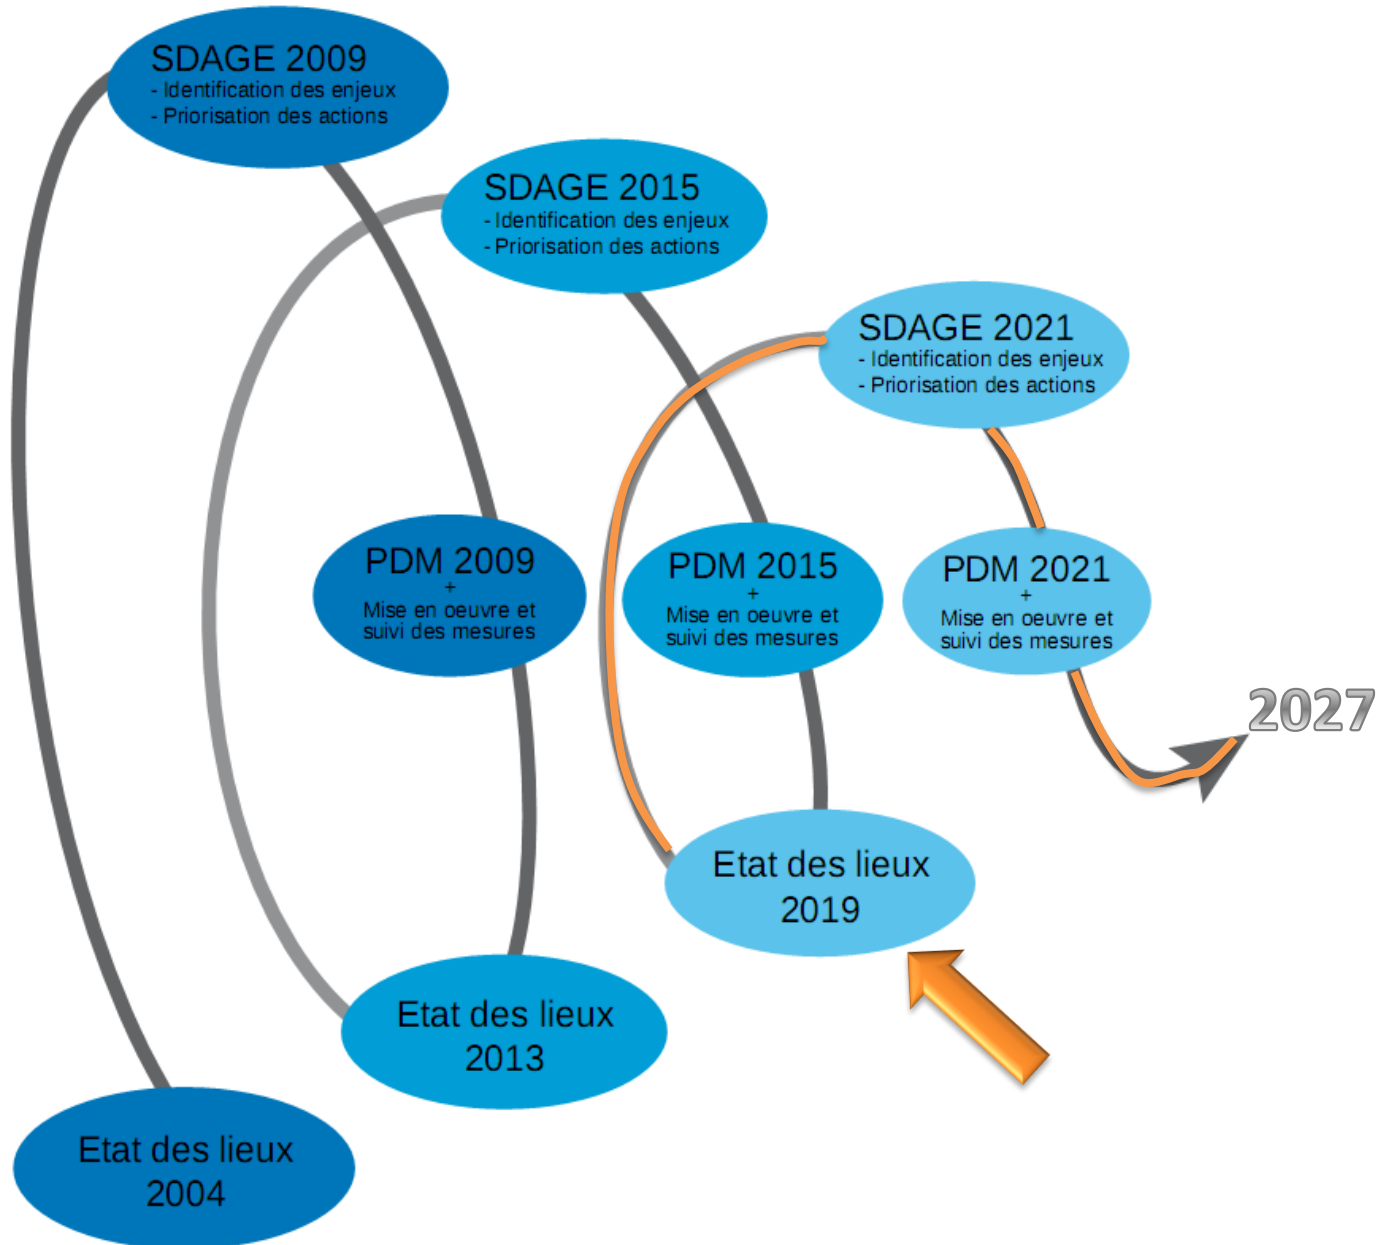 SDAGE 2009
- Identification des enjeux
- Priorisation des actions
SDAGE 2015
- Identification des enjeux
- Priorisation des actions
SDAGE 2021
- Identification des enjeux
- Priorisation des actions
PDM 2009
+
Mise en oeuvre et
suivi des mesures
PDM 2015
+
Mise en oeuvre et
suivi des mesures
PDM 2021
+
Mise en oeuvre et
suivi des mesures
2027
Etat des lieux
2019
Etat des lieux
2013
Etat des lieux
2004